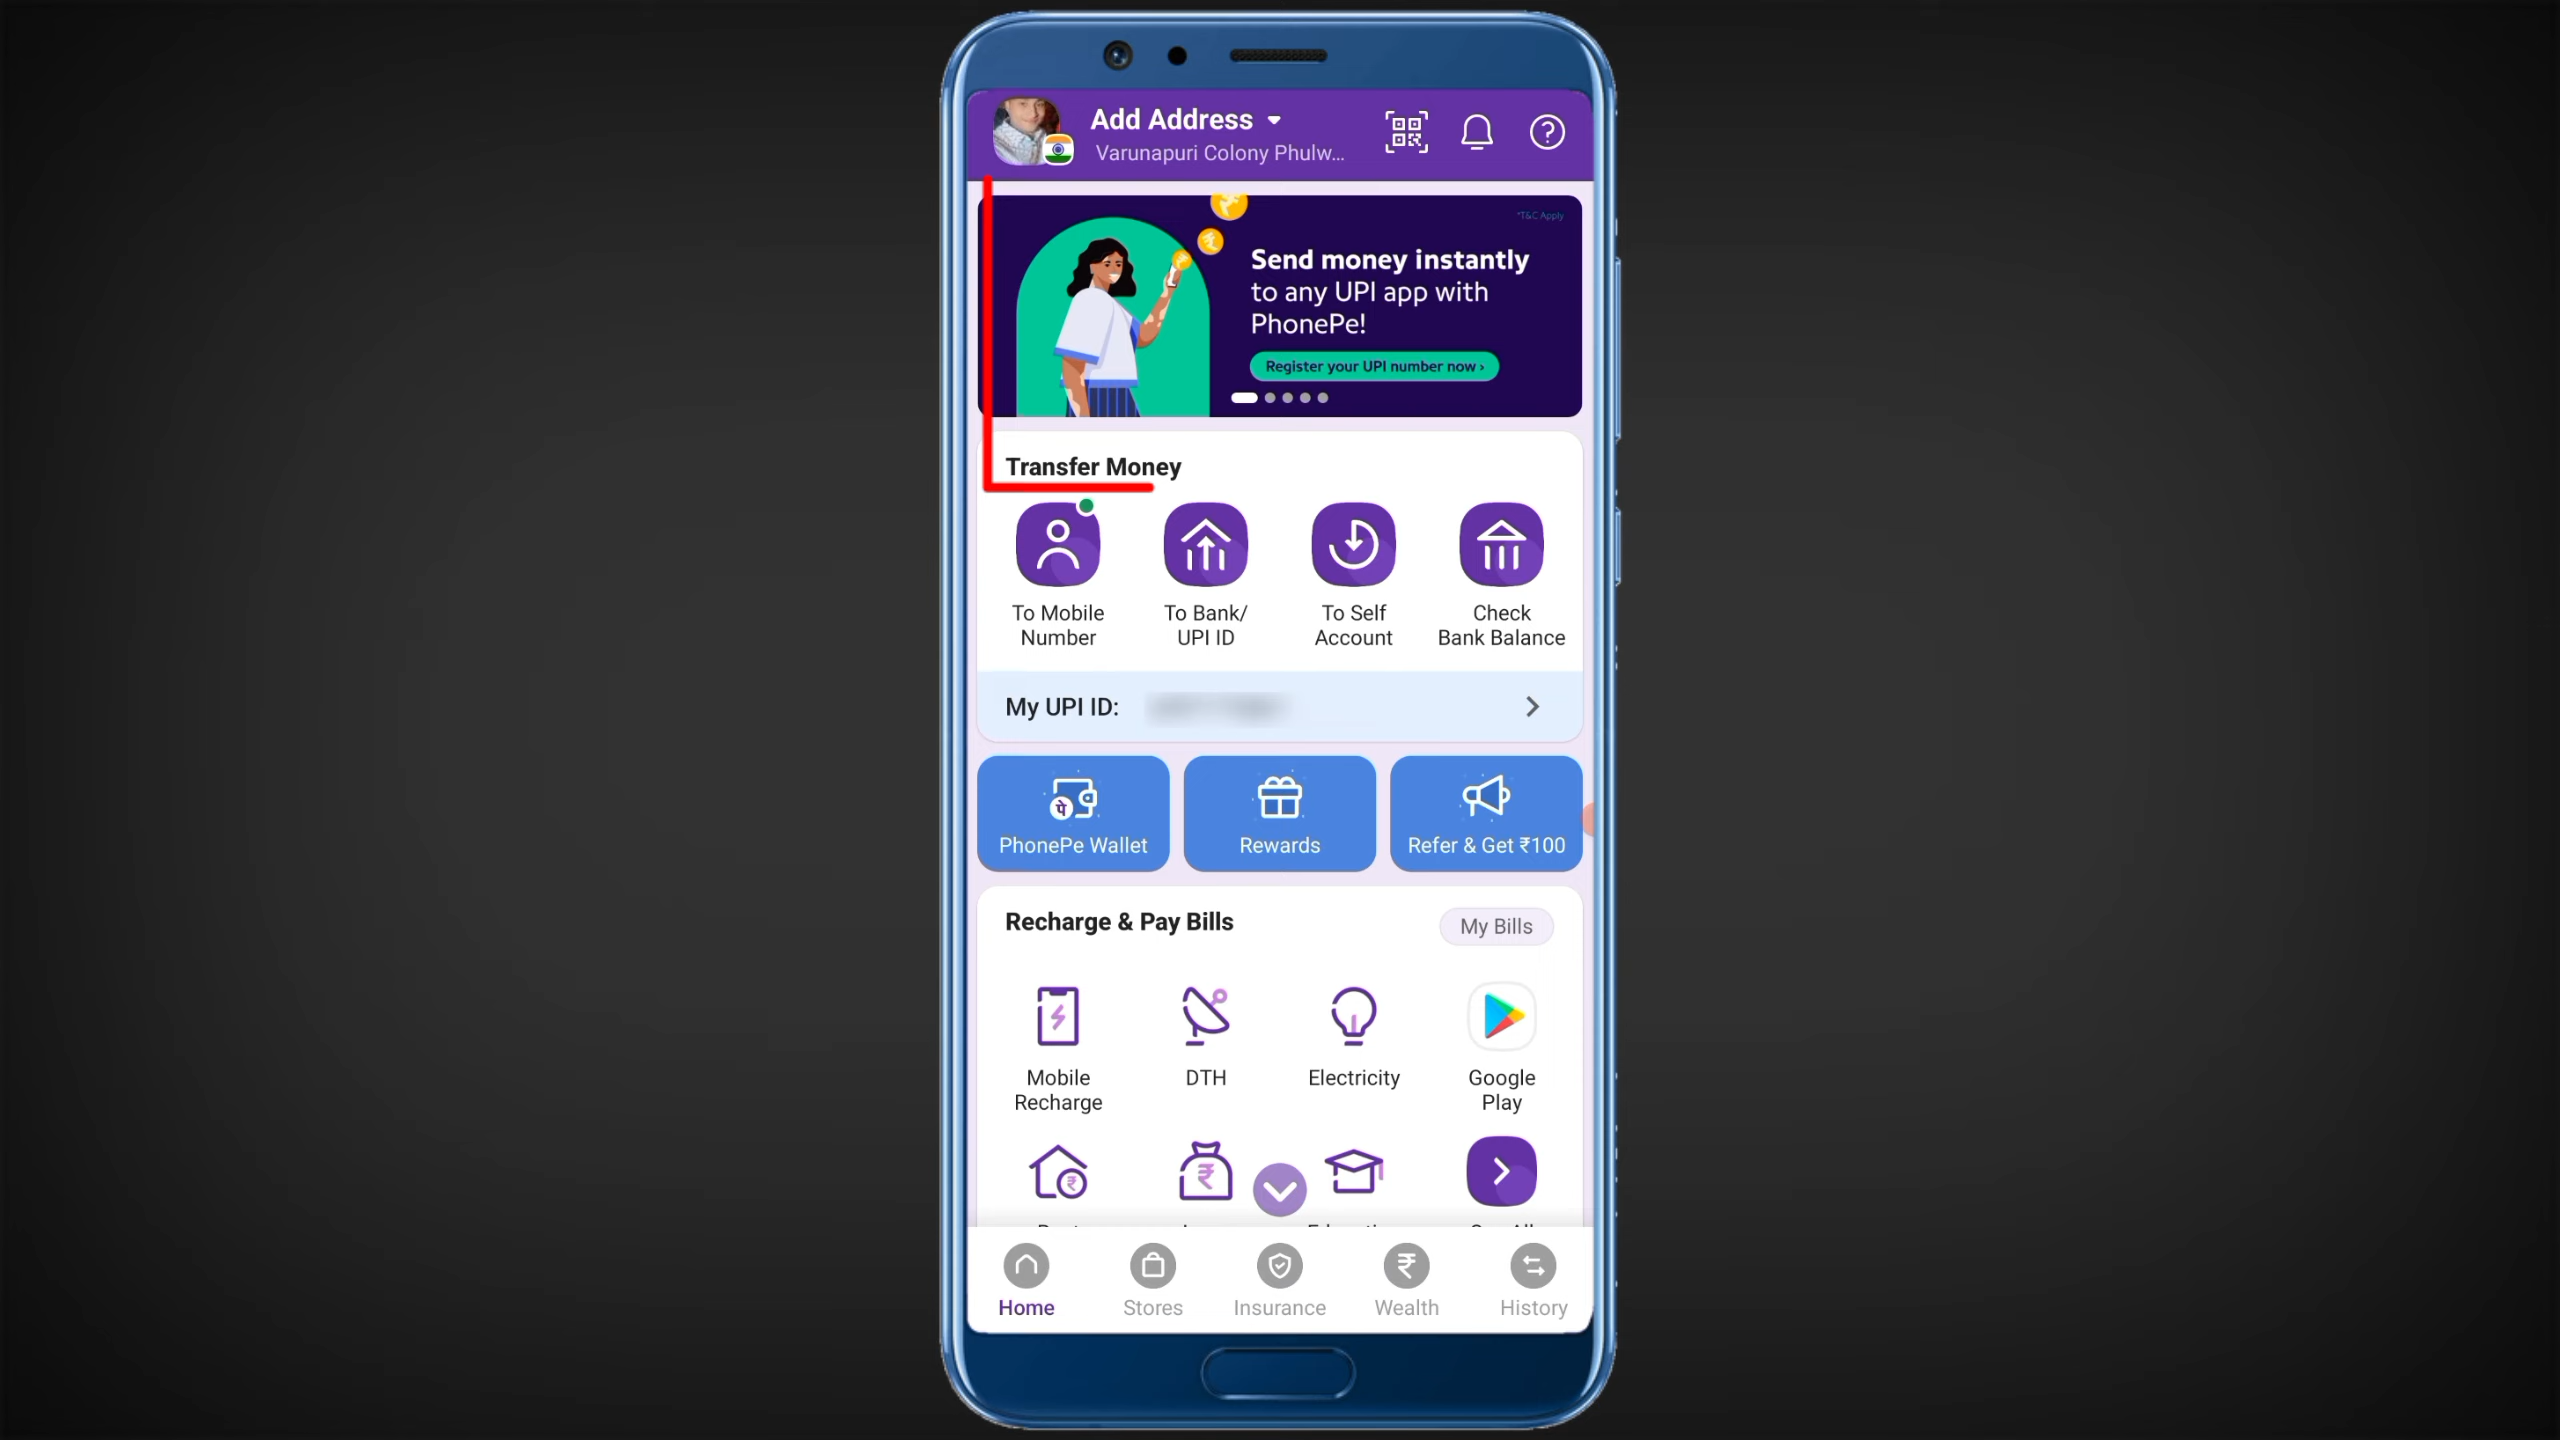 Add Address
Varunapuri Colony Phulw...
*T&C Apply
Send money instantly
to any UPI app with
PhonePe!
Register your UPI number now ›
Transfer Money
To Mobile Number
To Bank/ UPI ID
To Self Account
Check Bank Balance
My UPI ID:
पे
PhonePe Wallet
Rewards
Refer & Get ₹100
Recharge & Pay Bills
My Bills
Mobile Recharge
DTH
Electricity
Google Play
Home
Stores
Insurance
Wealth
History